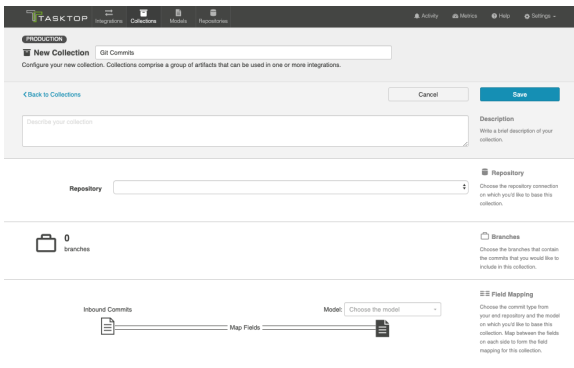 TASKTOP
Integrations
Collections
Models
Repositories
Activity
Metrics
Help
Settings
PRODUCTION
New Collection
Git Commits
Configure your new collection. Collections comprise a group of artifacts that can be used in one or more integrations.
Back to Collections
Cancel
Save
Describe your collection
Description
Write a brief description of your
collection.
Repository
Repository
Choose the repository connection
on which you'd like to base this
collection.
0
branches
Branches
Choose the branches that contain
the commits that you would like to
include in this collection.
Inbound Commits
Model: Choose the model
Map Fields
Field Mapping
Choose the commit type from
your end repository and the model
on which you'd like to base this
collection. Map between the fields
on each side to form the field
mapping for this collection.